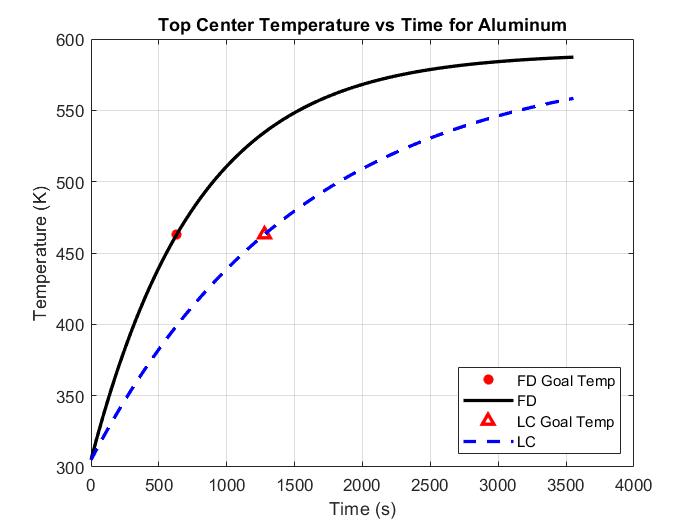 Top Center Temperature vs Time for Aluminum
600
550
500
450
400
350
300
Temperature (K)
0 500 1000 1500 2000 2500 3000 3500 4000
Time (s)
FD Goal Temp
FD
LC Goal Temp
LC